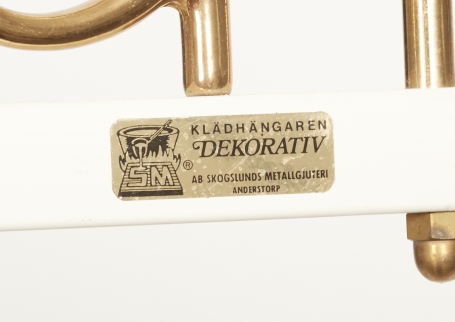 KLÄDHÄNGAREN
DEKORATIV
SM ®
AB SKOGSLUNDS METALLGJUTERI
ANDERSTORP